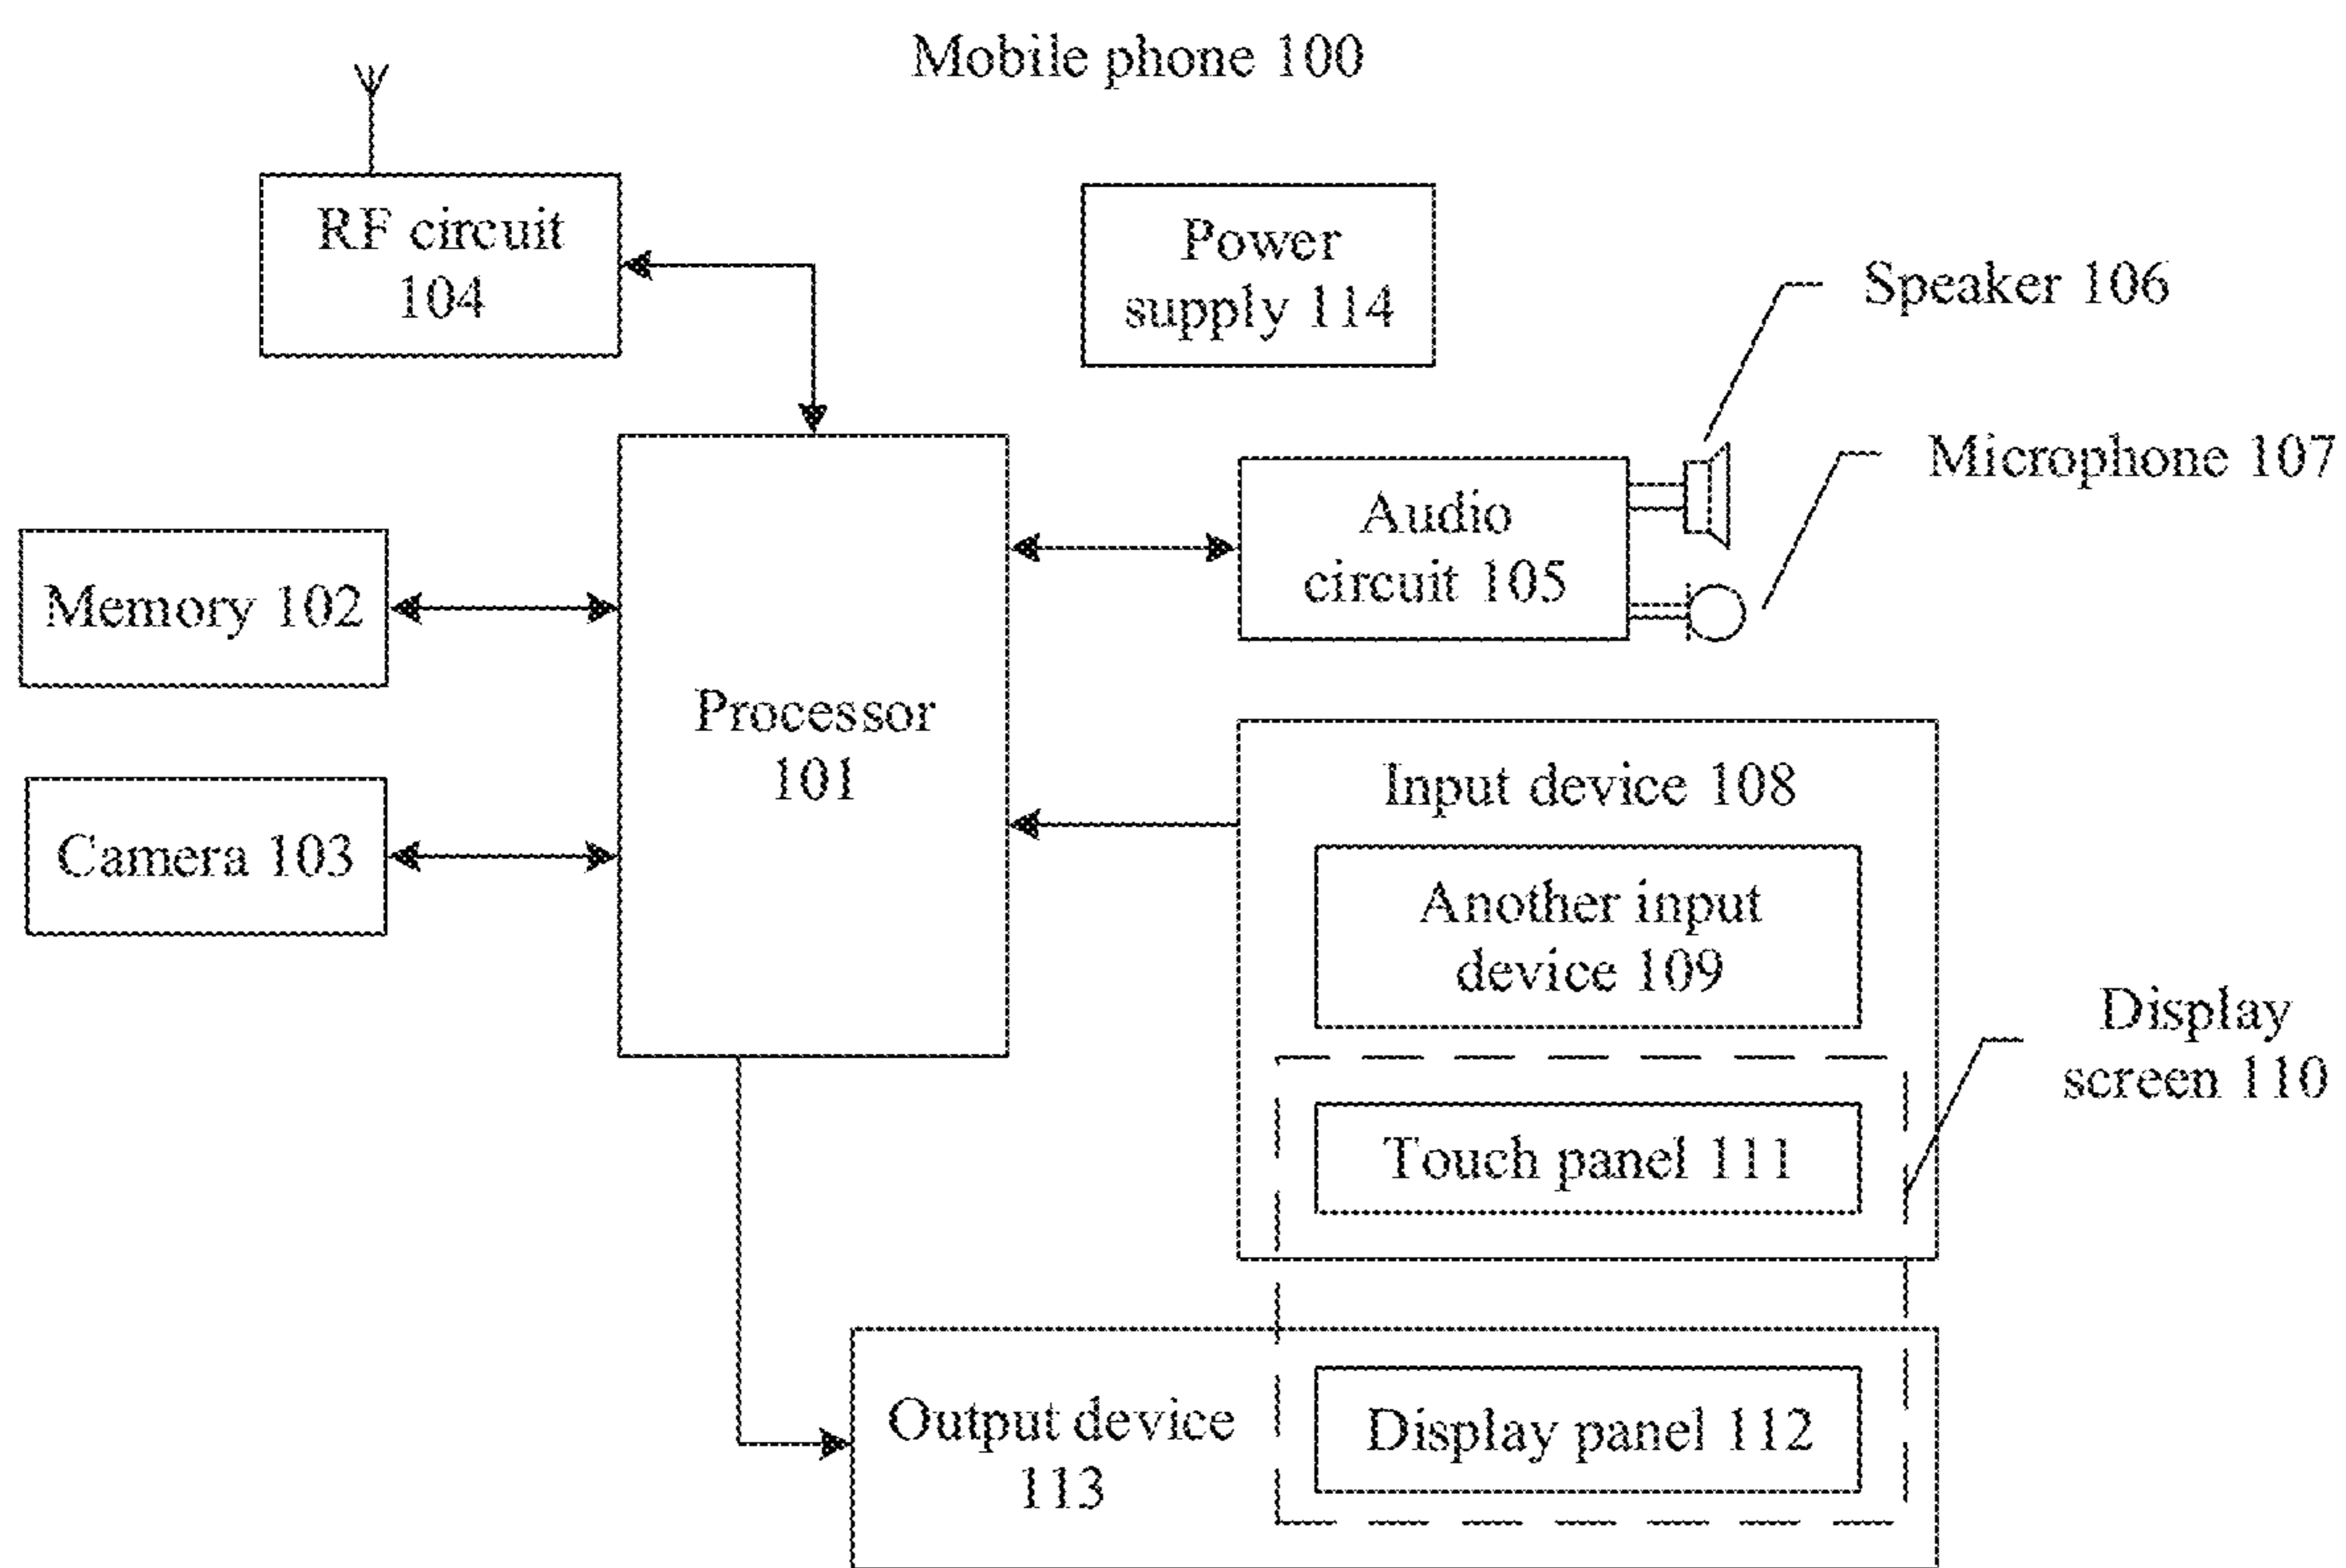 Mobile phone 100
RF circuit
104
Power
supply 114
Speaker 106
Microphone 107
Audio
circuit 105
Memory 102
Processor
101
Camera 103
Input device 108
Another input
device 109
Display
screen 110
Touch panel 111
Output device
113
Display panel 112